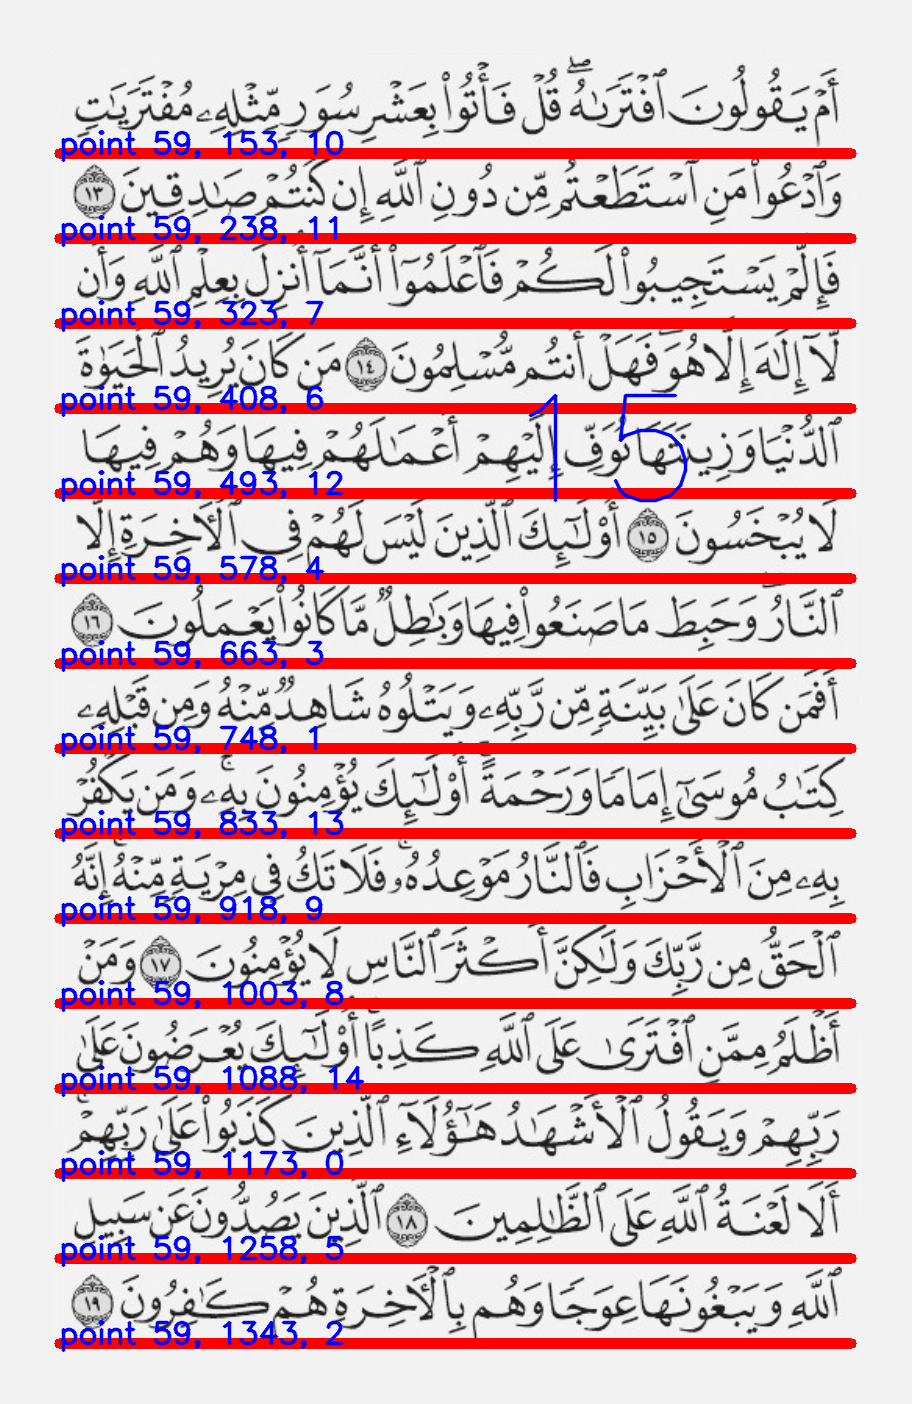 أَمْ يَقُولُونَ ٱفْتَرَىٰهُ ۖ قُلْ فَأْتُوا۟ بِعَشْرِ سُوَرٍ مِّثْلِهِۦ مُفْتَرَيَٰتٍ
point 59, 153, 10
وَٱدْعُوا۟ مَنِ ٱسْتَطَعْتُم مِّن دُونِ ٱللَّهِ إِن كُنتُمْ صَٰدِقِينَ ١٣
point 59, 238, 11
فَإِلَّمْ يَسْتَجِيبُوا۟ لَكُمْ فَٱعْلَمُوٓا۟ أَنَّمَآ أُنزِلَ بِعِلْمِ ٱللَّهِ وَأَن
point 59, 323, 7
لَّآ إِلَٰهَ إِلَّا هُوَ ۖ فَهَلْ أَنتُم مُّسْلِمُونَ ١٤ مَن كَانَ يُرِيدُ ٱلْحَيَوٰةَ
point 59, 408, 6
15
ٱلدُّنْيَا وَزِينَتَهَا نُوَفِّ إِلَيْهِمْ أَعْمَٰلَهُمْ فِيهَا وَهُمْ فِيهَا
point 59, 493, 12
لَا يُبْخَسُونَ ١٥ أُو۟لَٰٓئِكَ ٱلَّذِينَ لَيْسَ لَهُمْ فِى ٱلْـَٔاخِرَةِ إِلَّا
point 59, 578, 4
ٱلنَّارُ ۖ وَحَبِطَ مَا صَنَعُوا۟ فِيهَا وَبَٰطِلٌ مَّا كَانُوا۟ يَعْمَلُونَ ١٦
point 59, 663, 3
أَفَمَن كَانَ عَلَىٰ بَيِّنَةٍ مِّن رَّبِّهِۦ وَيَتْلُوهُ شَاهِدٌ مِّنْهُ وَمِن قَبْلِهِۦ
point 59, 748, 1
كِتَٰبُ مُوسَىٰٓ إِمَامًا وَرَحْمَةً ۚ أُو۟لَٰٓئِكَ يُؤْمِنُونَ بِهِۦ ۚ وَمَن يَكْفُرْ
point 59, 833, 13
بِهِۦ مِنَ ٱلْأَحْزَابِ فَٱلنَّارُ مَوْعِدُهُۥ ۚ فَلَا تَكُ فِى مِرْيَةٍ مِّنْهُ ۚ إِنَّهُ
point 59, 918, 9
ٱلْحَقُّ مِن رَّبِّكَ وَلَٰكِنَّ أَكْثَرَ ٱلنَّاسِ لَا يُؤْمِنُونَ ١٧ وَمَنْ
point 59, 1003, 8
أَظْلَمُ مِمَّنِ ٱفْتَرَىٰ عَلَى ٱللَّهِ كَذِبًا ۚ أُو۟لَٰٓئِكَ يُعْرَضُونَ عَلَىٰ
point 59, 1088, 14
رَبِّهِمْ وَيَقُولُ ٱلْأَشْهَٰدُ هَٰٓؤُلَآءِ ٱلَّذِينَ كَذَبُوا۟ عَلَىٰ رَبِّهِمْ ۚ
point 59, 1173, 0
أَلَا لَعْنَةُ ٱللَّهِ عَلَى ٱلظَّٰلِمِينَ ١٨ ٱلَّذِينَ يَصُدُّونَ عَن سَبِيلِ
point 59, 1258, 5
ٱللَّهِ وَيَبْغُونَهَا عِوَجًا وَهُم بِٱلْـَٔاخِرَةِ هُمْ كَٰفِرُونَ ١٩
point 59, 1343, 2